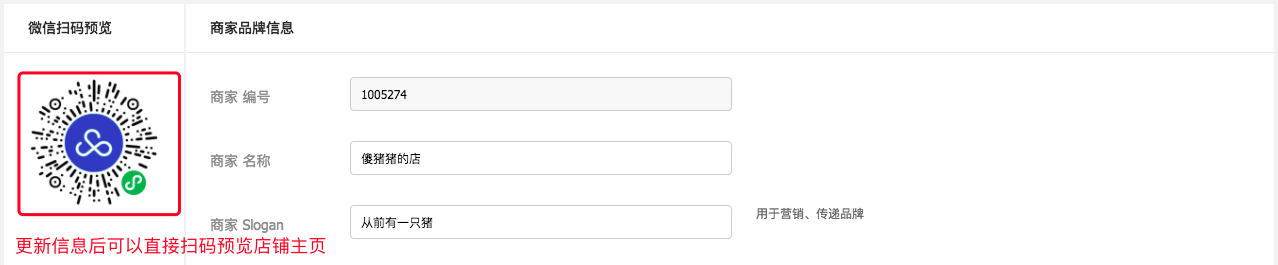 微信扫码预览
商家品牌信息
商家 编号
1005274
商家 名称
傻猪猪的店
商家 Slogan
从前有一只猪
用于营销、传递品牌
更新信息后可以直接扫码预览店铺主页